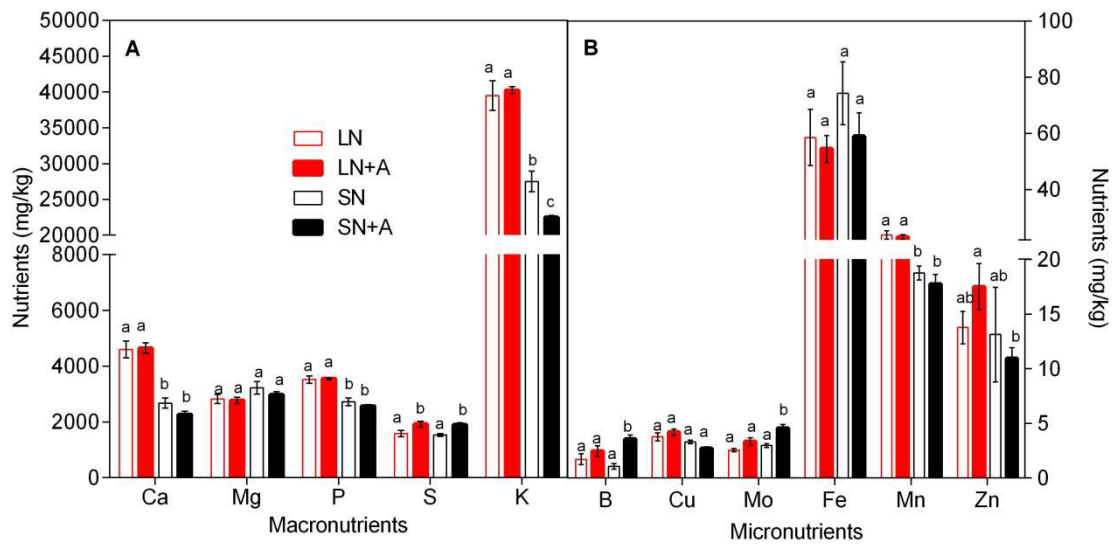 A
B
Nutrients (mg/kg)
50000
45000
40000
35000
30000
25000
20000
8000
6000
4000
2000
0
LN
LN+A
SN
SN+A
a a b b
a a a a
a a b b
a b a b
a a b c
Ca Mg P S K
Macronutrients
a a a b
a a a a
a a a b
a a a a
a a b b
ab a ab b
B Cu Mo Fe Mn Zn
Micronutrients
100
80
60
40
20
15
10
5
0
Nutrients (mg/kg)